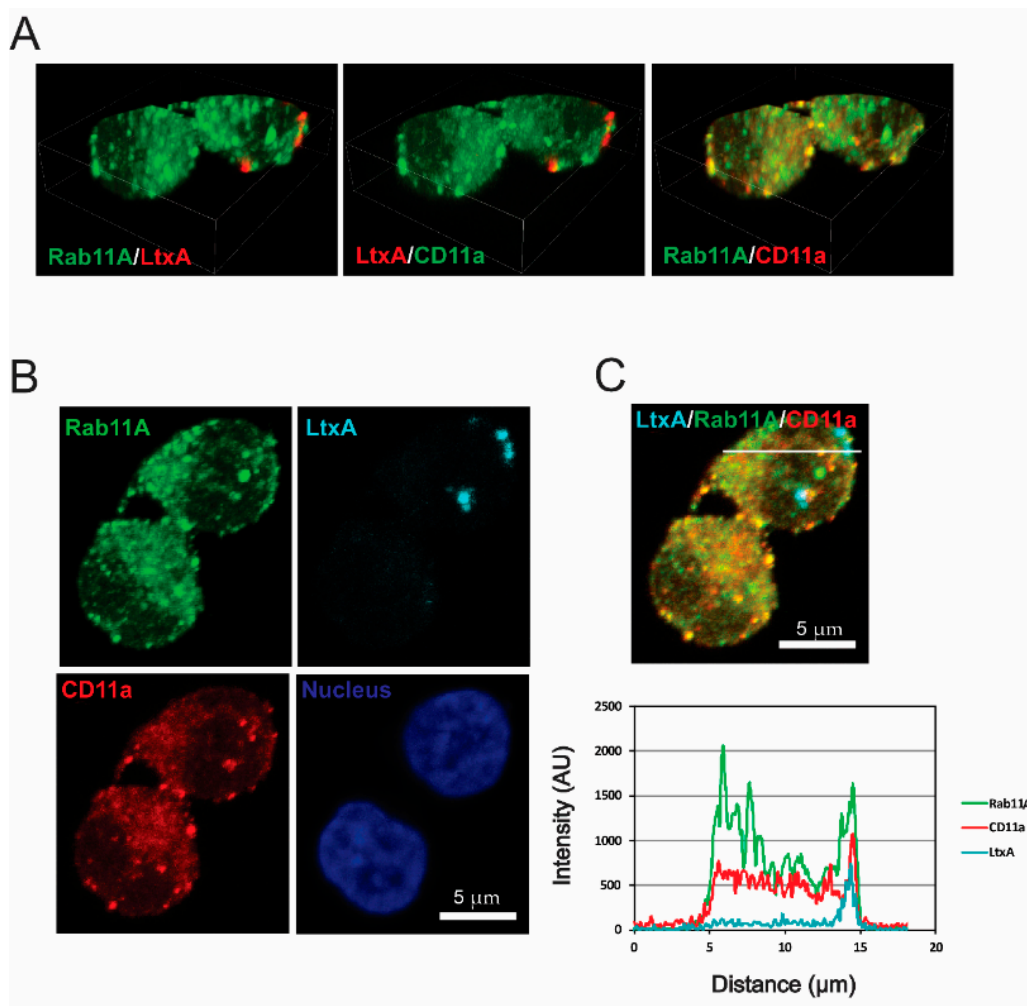 A
Rab11A/LtxA
LtxA/CD11a
Rab11A/CD11a
B
Rab11A
LtxA
CD11a
Nucleus
5 µm
C
LtxA/Rab11A/CD11a
5 µm
2500
2000
1500
1000
500
0
0
5
10
15
20
Intensity (AU)
Distance (µm)
Rab11A
CD11a
LtxA